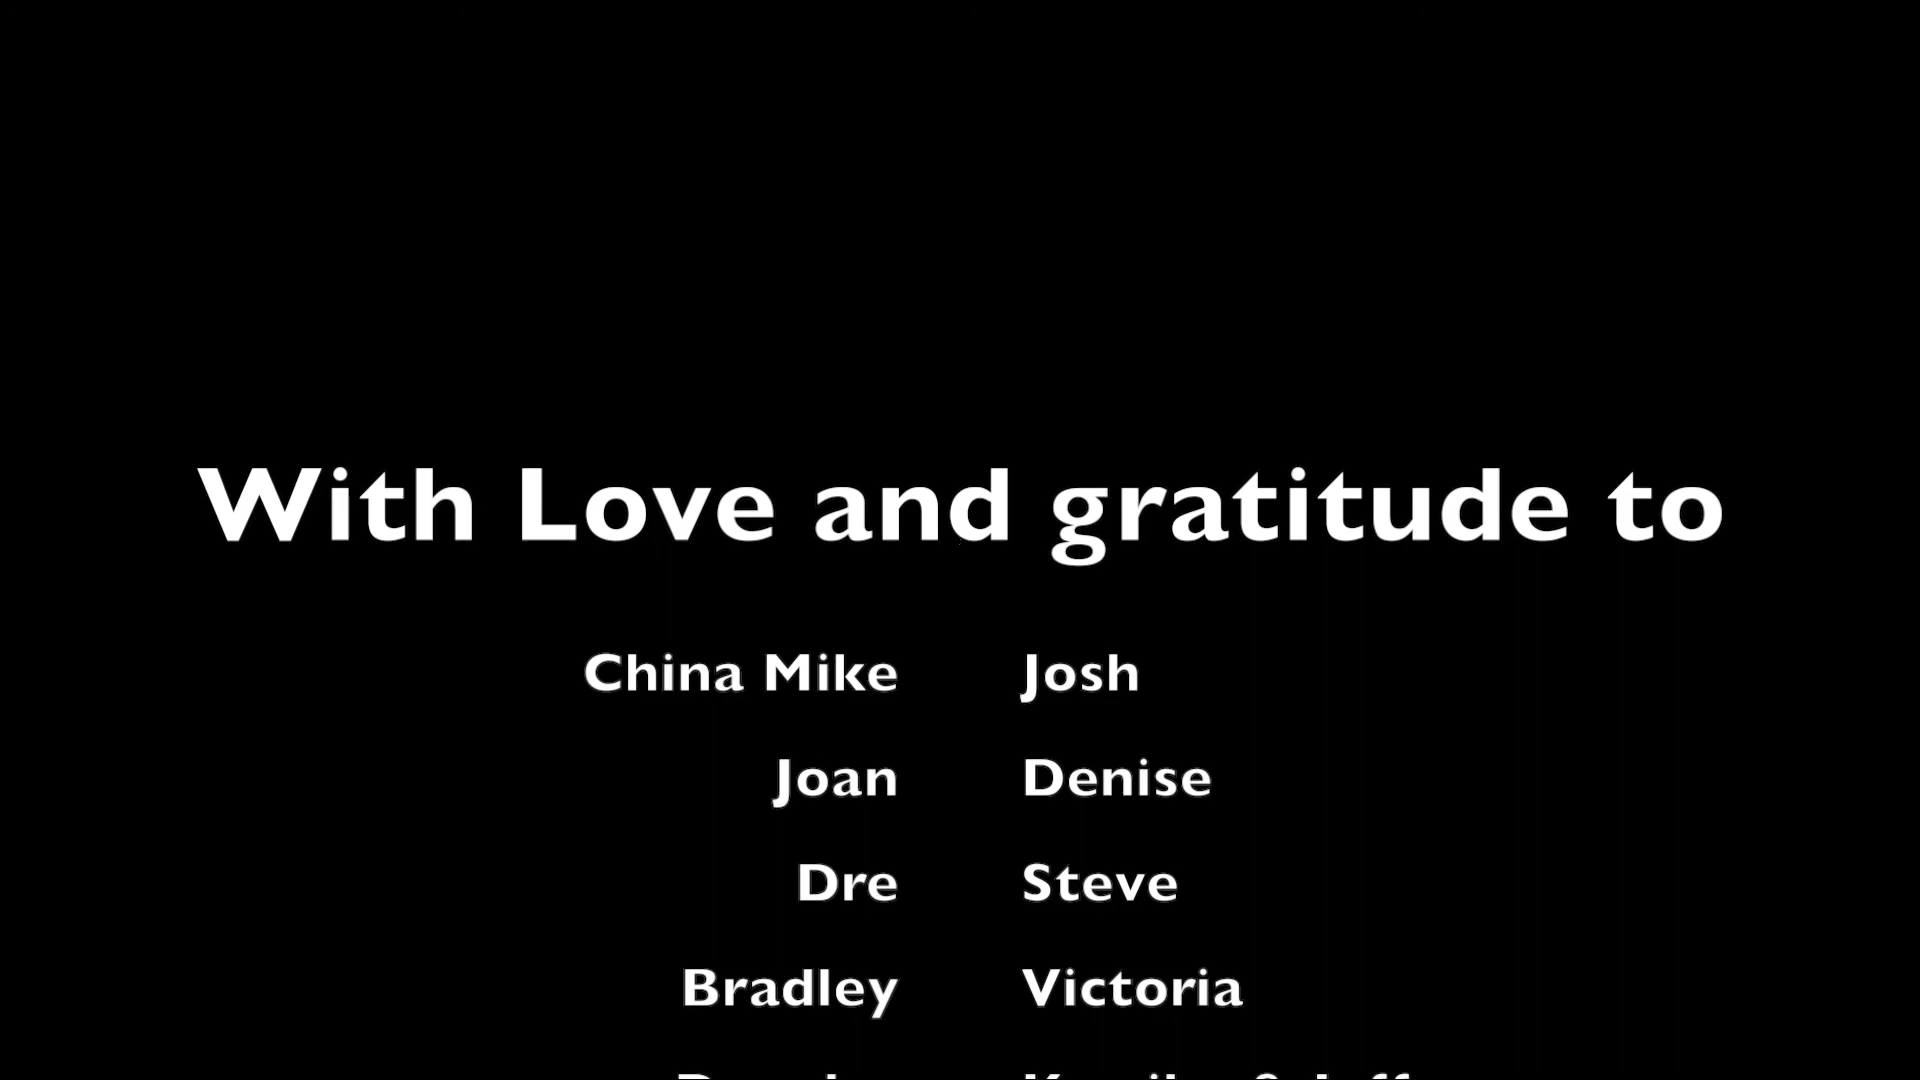 With Love and gratitude to
China Mike Josh
Joan Denise
Dre Steve
Bradley Victoria